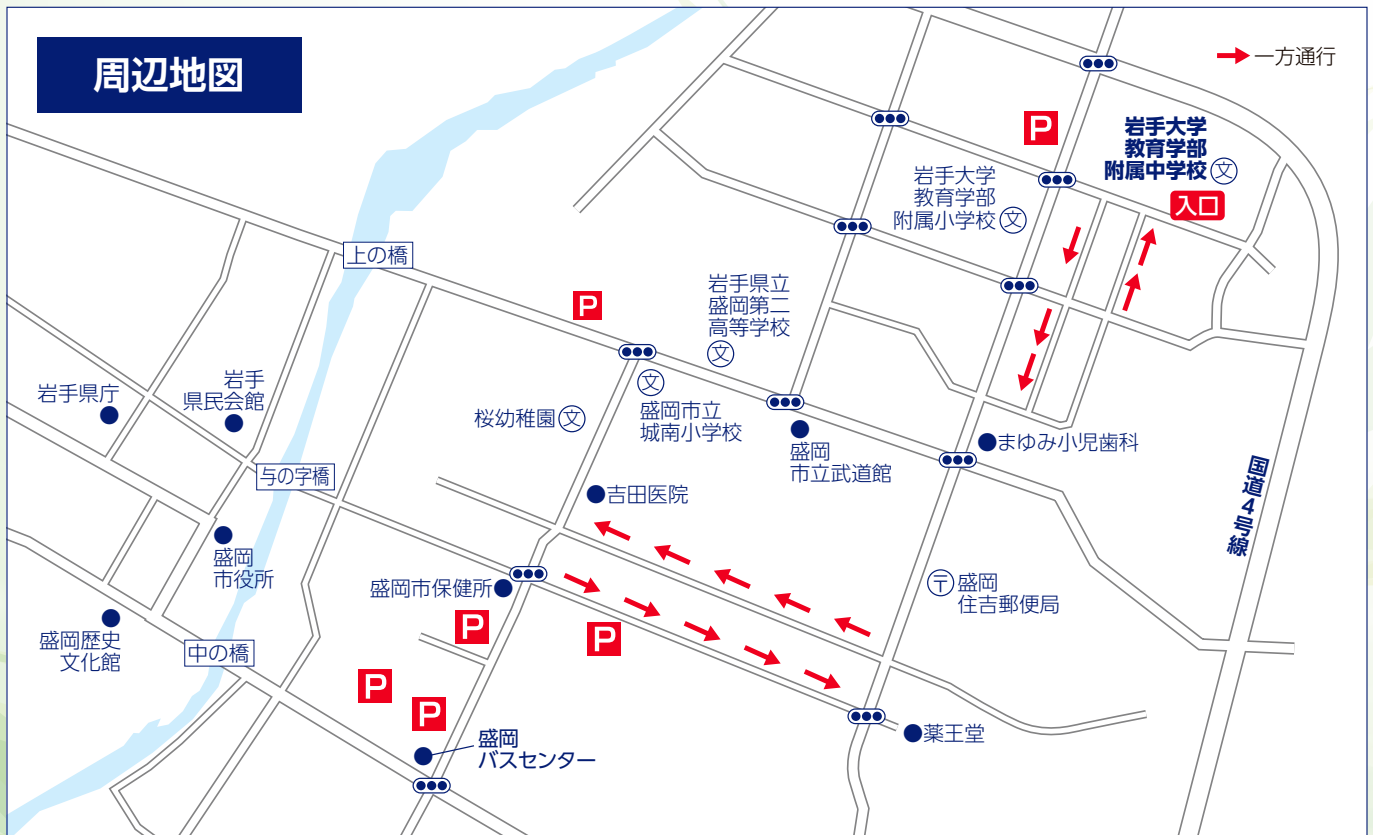 周辺地図
一方通行
P
岩手大学
教育学部
附属中学校 文
入口
岩手大学
教育学部
附属小学校 文
上の橋
P
岩手県立
盛岡第二
高等学校
文
岩手県庁
岩手
県民会館
桜幼稚園 文
文
盛岡市立
城南小学校
盛岡
市立武道館
まゆみ小児歯科
国道4号線
与の字橋
吉田医院
盛岡
市役所
盛岡市保健所
〒 盛岡
住吉郵便局
盛岡歴史
文化館
中の橋
P
P
P
P
盛岡
バスセンター
薬王堂